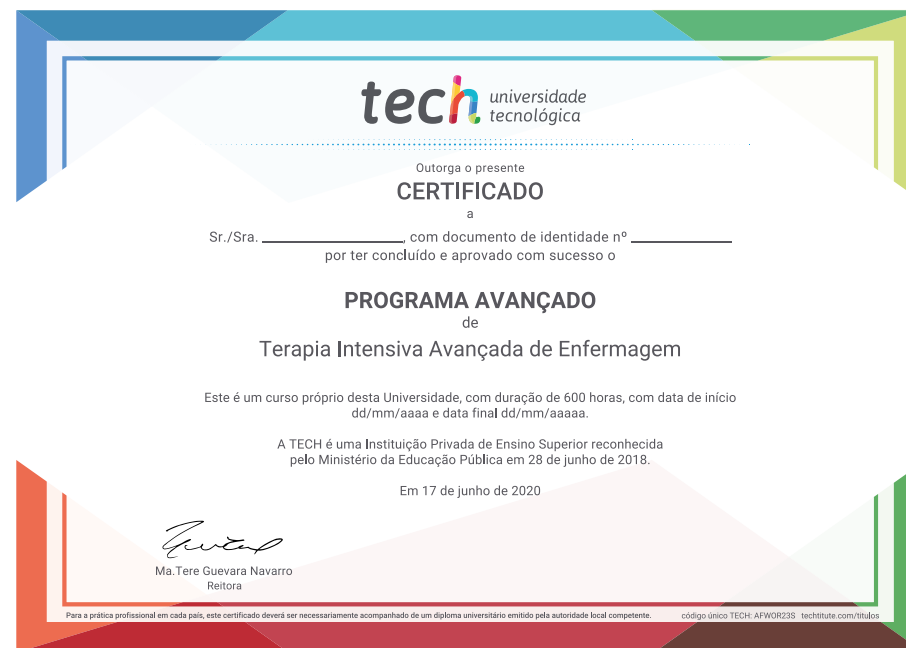 tech universidade
tecnológica
Outorga o presente
CERTIFICADO
a
Sr./Sra. ____________________, com documento de identidade nº ______________
por ter concluído e aprovado com sucesso o
PROGRAMA AVANÇADO
de
Terapia Intensiva Avançada de Enfermagem
Este é um curso próprio desta Universidade, com duração de 600 horas, com data de início
dd/mm/aaaa e data final dd/mm/aaaaa.
A TECH é uma Instituição Privada de Ensino Superior reconhecida
pelo Ministério da Educação Pública em 28 de junho de 2018.
Em 17 de junho de 2020
Ma.Tere Guevara Navarro
Reitora
Para a prática profissional em cada país, este certificado deverá ser necessariamente acompanhado de um diploma universitário emitido pela autoridade local competente. código único TECH: AFWOR23S techtitute.com/titulos